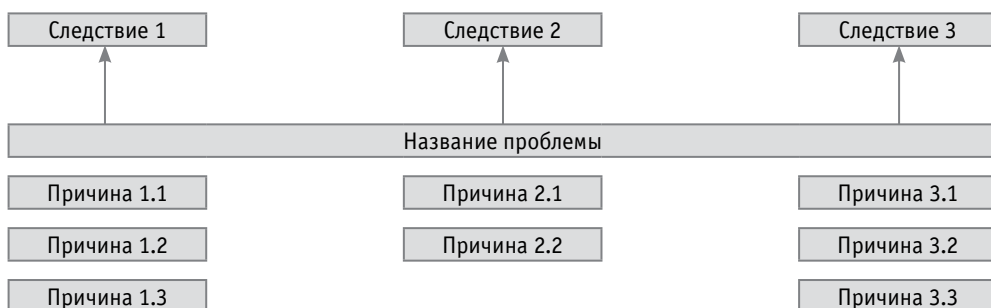 Следствие 1 Следствие 2 Следствие 3
Название проблемы
Причина 1.1 Причина 2.1 Причина 3.1
Причина 1.2 Причина 2.2 Причина 3.2
Причина 1.3 Причина 3.3